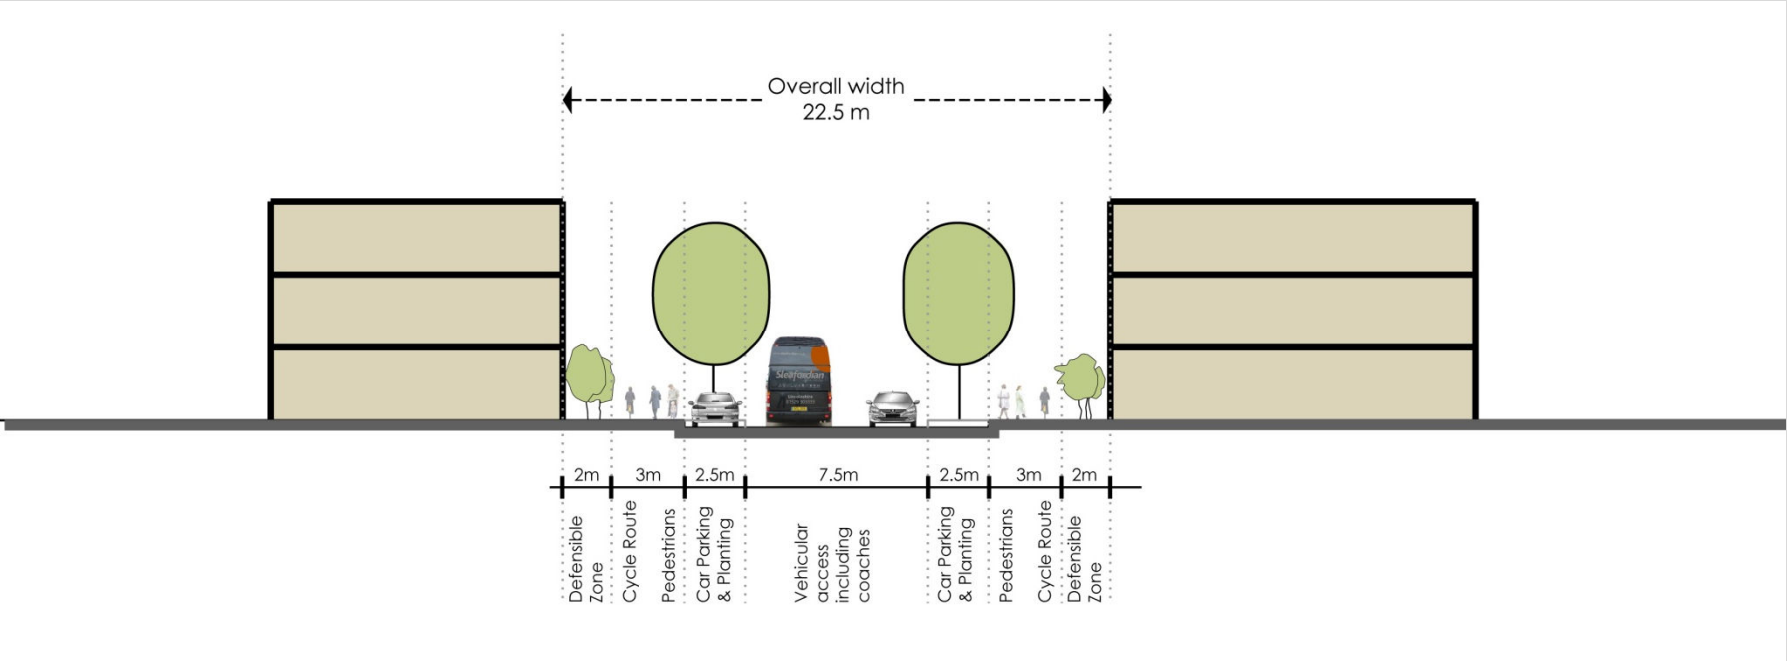 Overall width
22.5 m
Sleafordian
2m
3m
2.5m
7.5m
2.5m
3m
2m
Defensible
Zone
Cycle Route
Pedestrians
Car Parking
& Planting
Vehicular
access
including
coaches
Car Parking
& Planting
Pedestrians
Cycle Route
Defensible
Zone